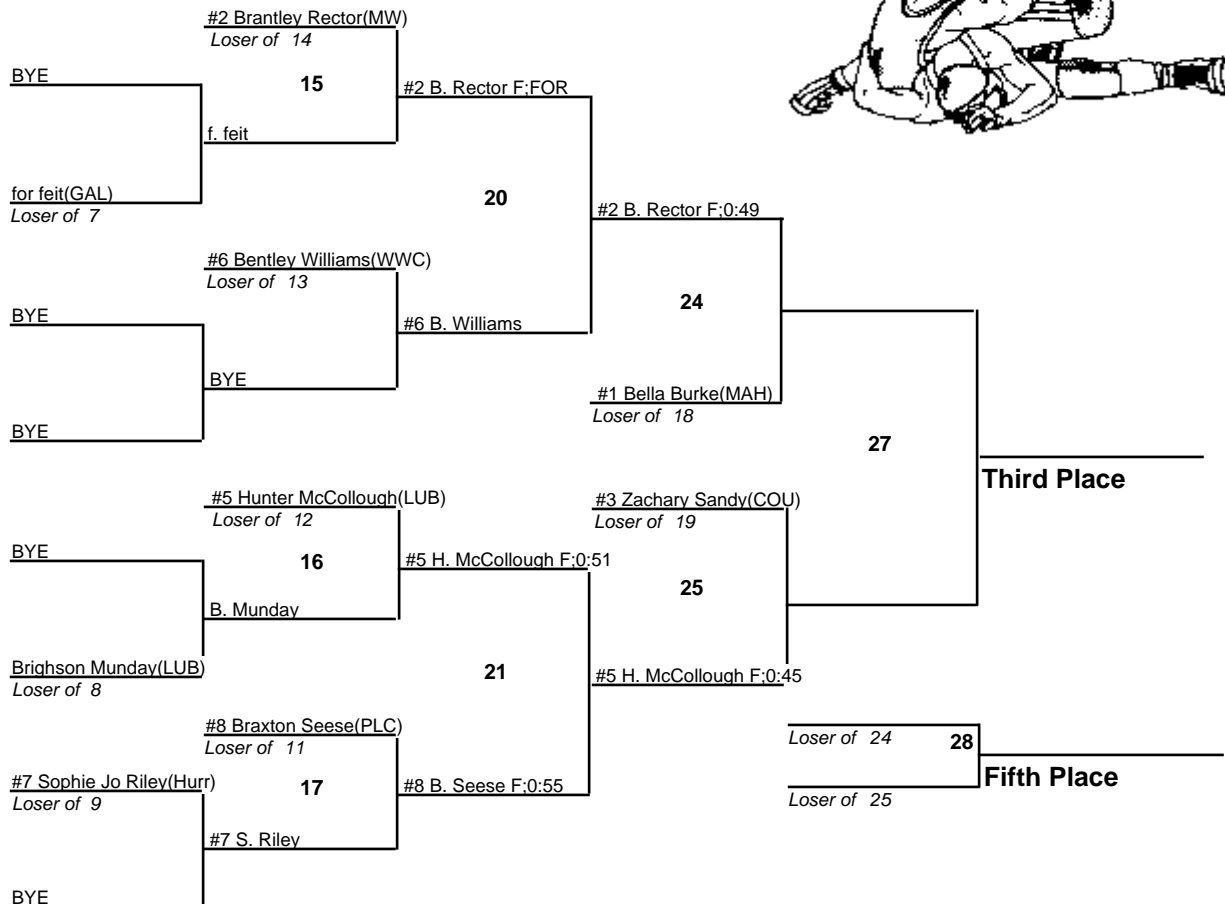 #2 Brantley Rector(MW)
Loser of 14
BYE
15
#2 B. Rector F;FOR
f. feit
for feit(GAL)
Loser of 7
20
#2 B. Rector F;0:49
#6 Bentley Williams(WWC)
Loser of 13
24
BYE
#6 B. Williams
BYE
#1 Bella Burke(MAH)
Loser of 18
BYE
27
Third Place
#5 Hunter McCollough(LUB)
Loser of 12
#3 Zachary Sandy(COU)
Loser of 19
BYE
16
#5 H. McCollough F;0:51
25
B. Munday
Brighson Munday(LUB)
Loser of 8
21
#5 H. McCollough F;0:45
#8 Braxton Seese(PLC)
Loser of 11
Loser of 24
28
Fifth Place
#7 Sophie Jo Riley(Hurr)
Loser of 9
17
#8 B. Seese F;0:55
Loser of 25
#7 S. Riley
BYE